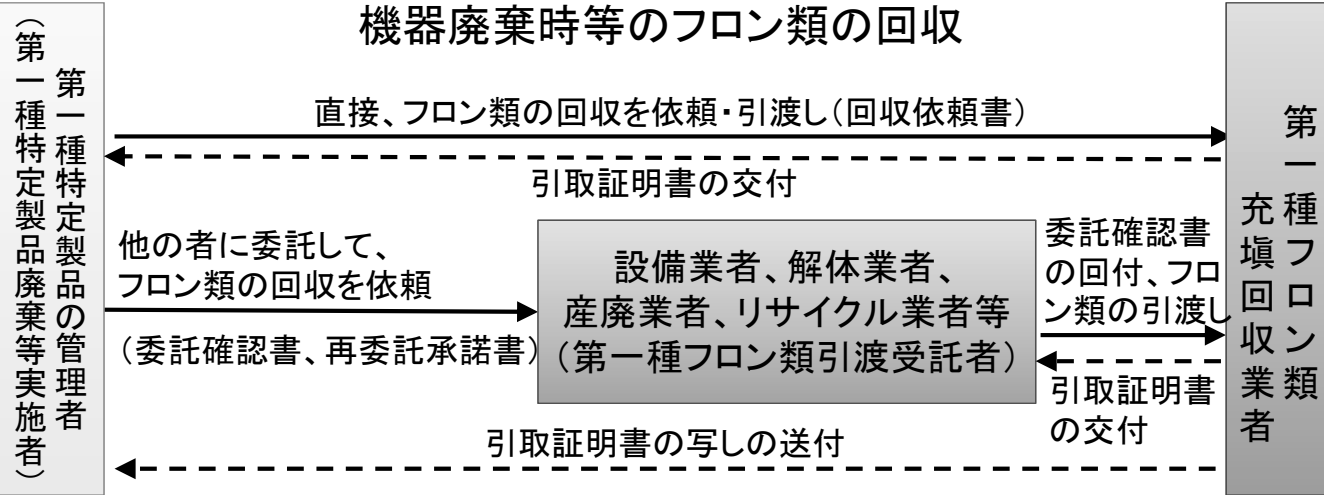 機器廃棄時等のフロン類の回収
第一種特定製品の管理者
（第一種特定製品廃棄等実施者）
直接、フロン類の回収を依頼・引渡し（回収依頼書）
引取証明書の交付
他の者に委託して、
フロン類の回収を依頼
（委託確認書、再委託承諾書）
設備業者、解体業者、
産廃業者、リサイクル業者等
（第一種フロン類引渡受託者）
委託確認書
の回付、フロ
ン類の引渡し
引取証明書
の交付
引取証明書の写しの送付
第一種フロン類
充塡回収業者